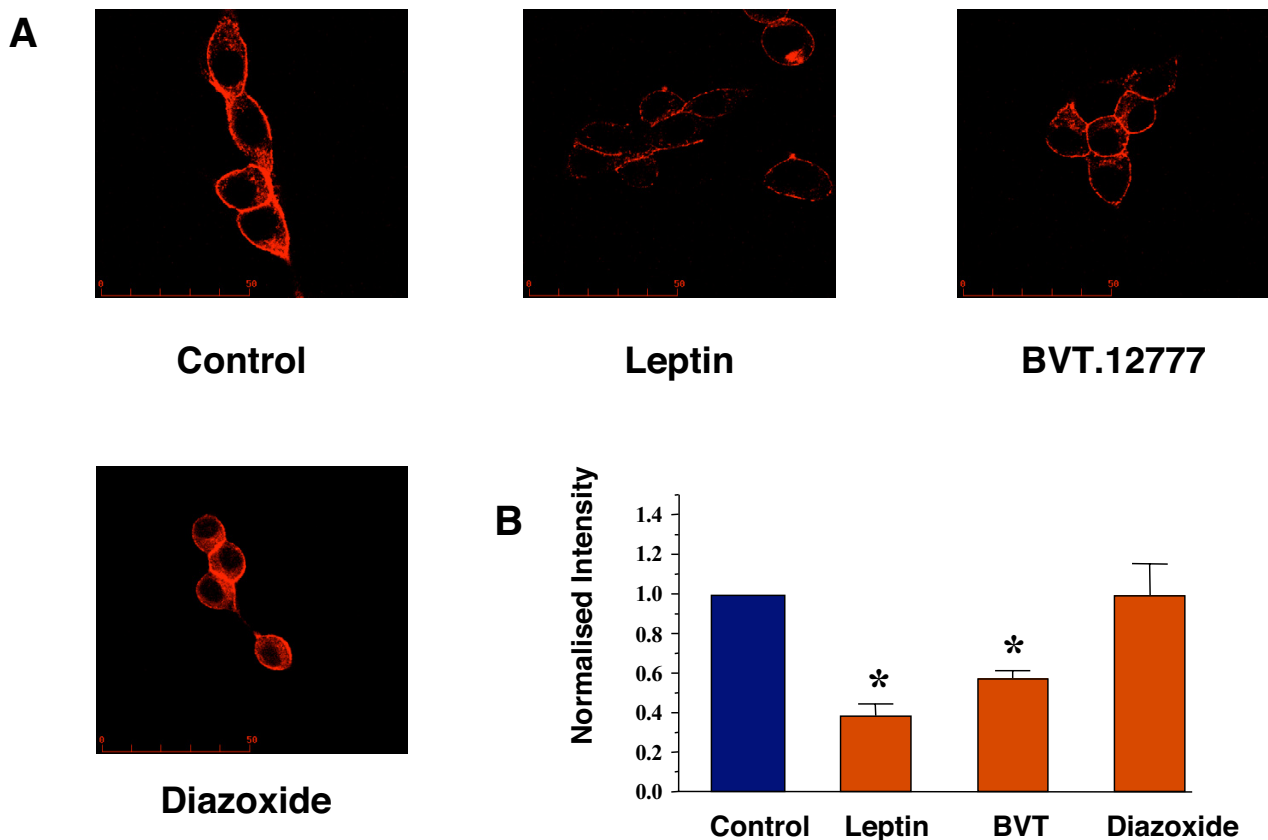 A
0 50
0 50
0 50
Control
Leptin
BVT.12777
0 50
Diazoxide
B
Normalised Intensity
1.4
1.2
1.0
0.8
0.6
0.4
0.2
0.0
*
*
Control Leptin BVT Diazoxide